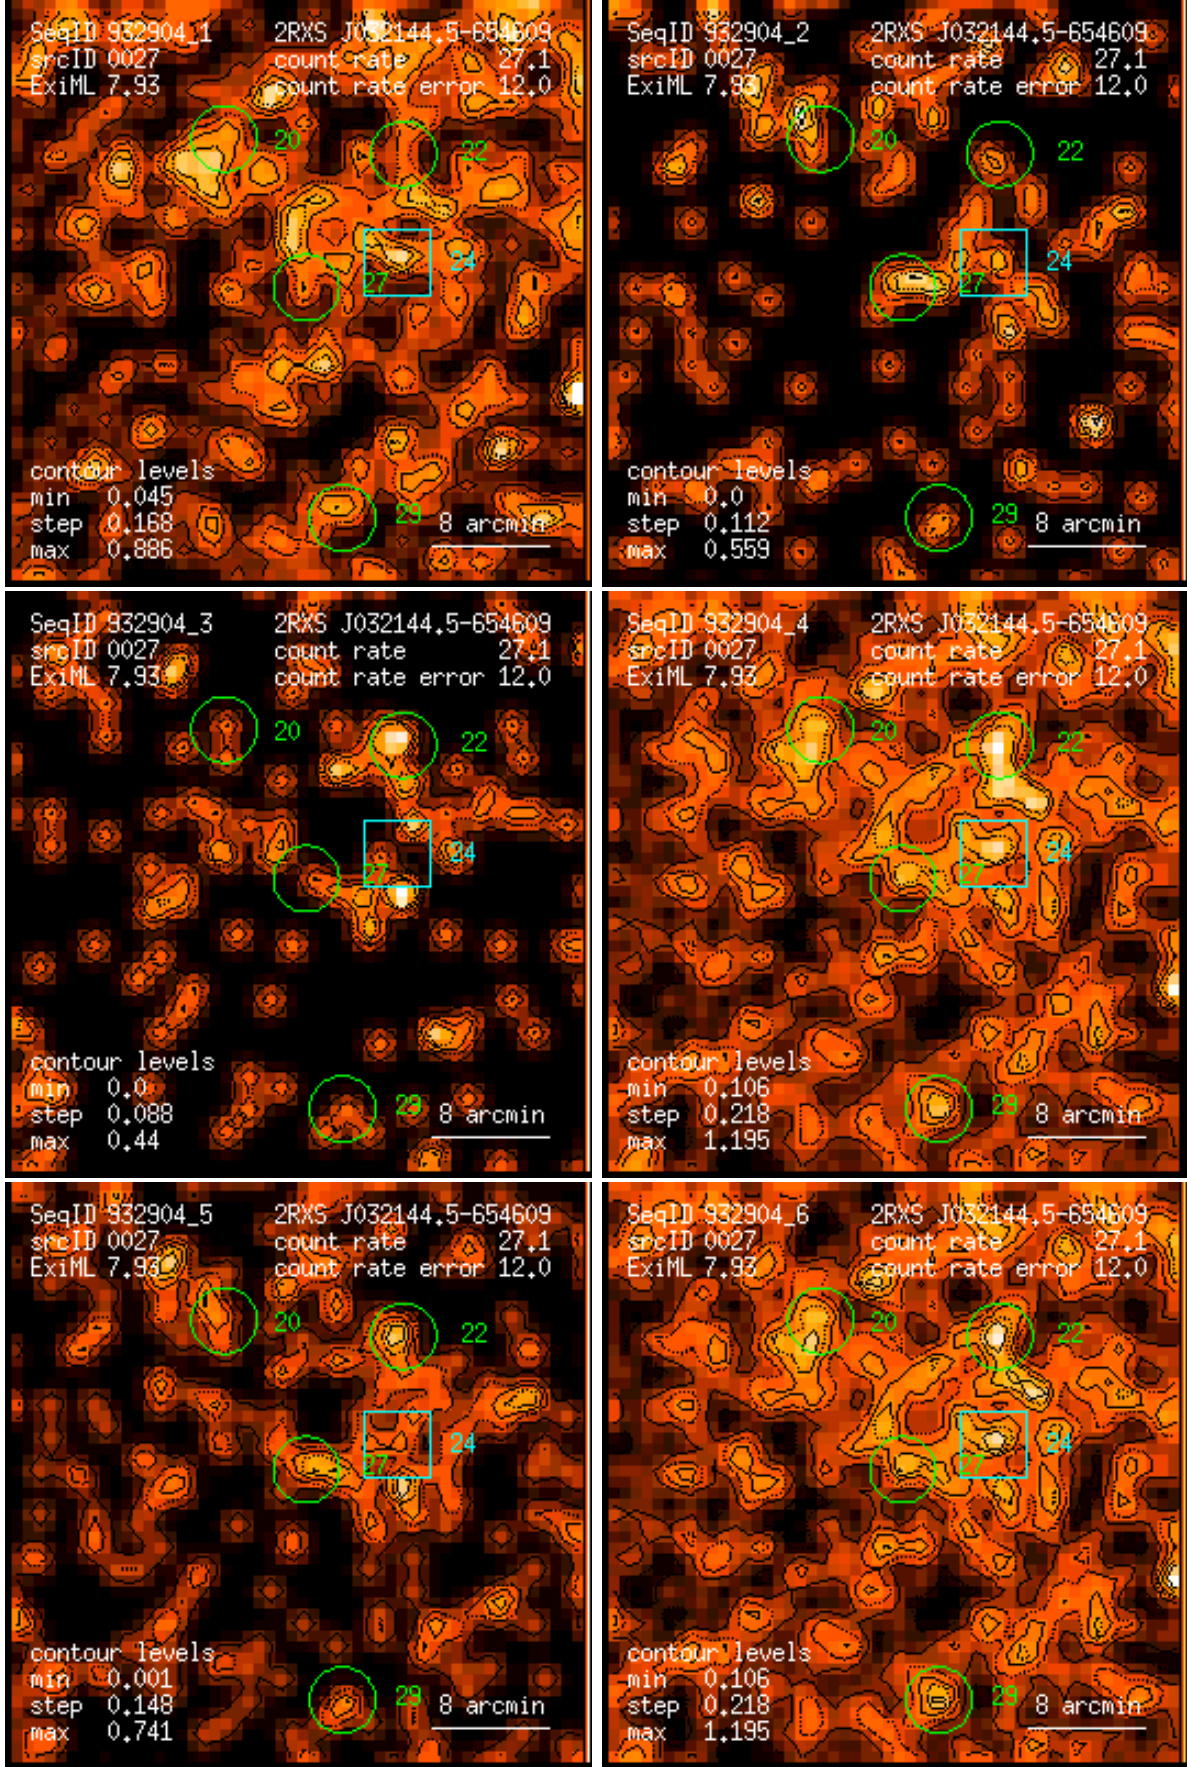 SeqID 932904_1 2RXS J032144.5-654609
srcID 0027 count rate 27.1
ExiML 7.93 count rate error 12.0
20
22
24
27
contour levels
min 0.045
step 0.168 29 8 arcmin
max 0.886
SeqID 932904_2 2RXS J032144.5-654609
srcID 0027 count rate 27.1
ExiML 7.93 count rate error 12.0
20
22
24
27
contour levels
min 0.0
step 0.112 29 8 arcmin
max 0.559
SeqID 932904_3 2RXS J032144.5-654609
srcID 0027 count rate 27.1
ExiML 7.93 count rate error 12.0
20
22
24
27
contour levels
min 0.0
step 0.088 29 8 arcmin
max 0.44
SeqID 932904_4 2RXS J032144.5-654609
srcID 0027 count rate 27.1
ExiML 7.93 count rate error 12.0
20
22
24
27
contour levels
min 0.106
step 0.218 29 8 arcmin
max 1.195
SeqID 932904_5 2RXS J032144.5-654609
srcID 0027 count rate 27.1
ExiML 7.93 count rate error 12.0
20
22
24
27
contour levels
min 0.001
step 0.148 29 8 arcmin
max 0.741
SeqID 932904_6 2RXS J032144.5-654609
srcID 0027 count rate 27.1
ExiML 7.93 count rate error 12.0
20
22
24
27
contour levels
min 0.106
step 0.218 29 8 arcmin
max 1.195